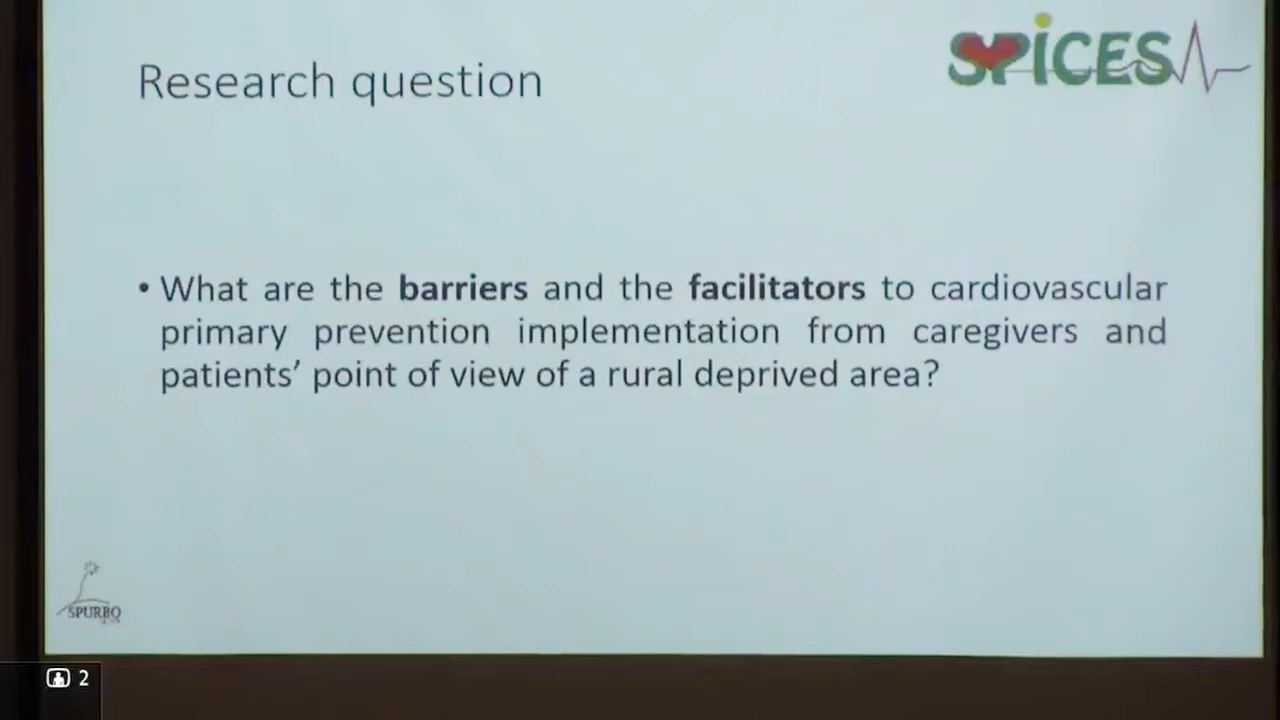 Research question
SPiCES
• What are the barriers and the facilitators to cardiovascular
primary prevention implementation from caregivers and
patients’ point of view of a rural deprived area?
SPURBO
2